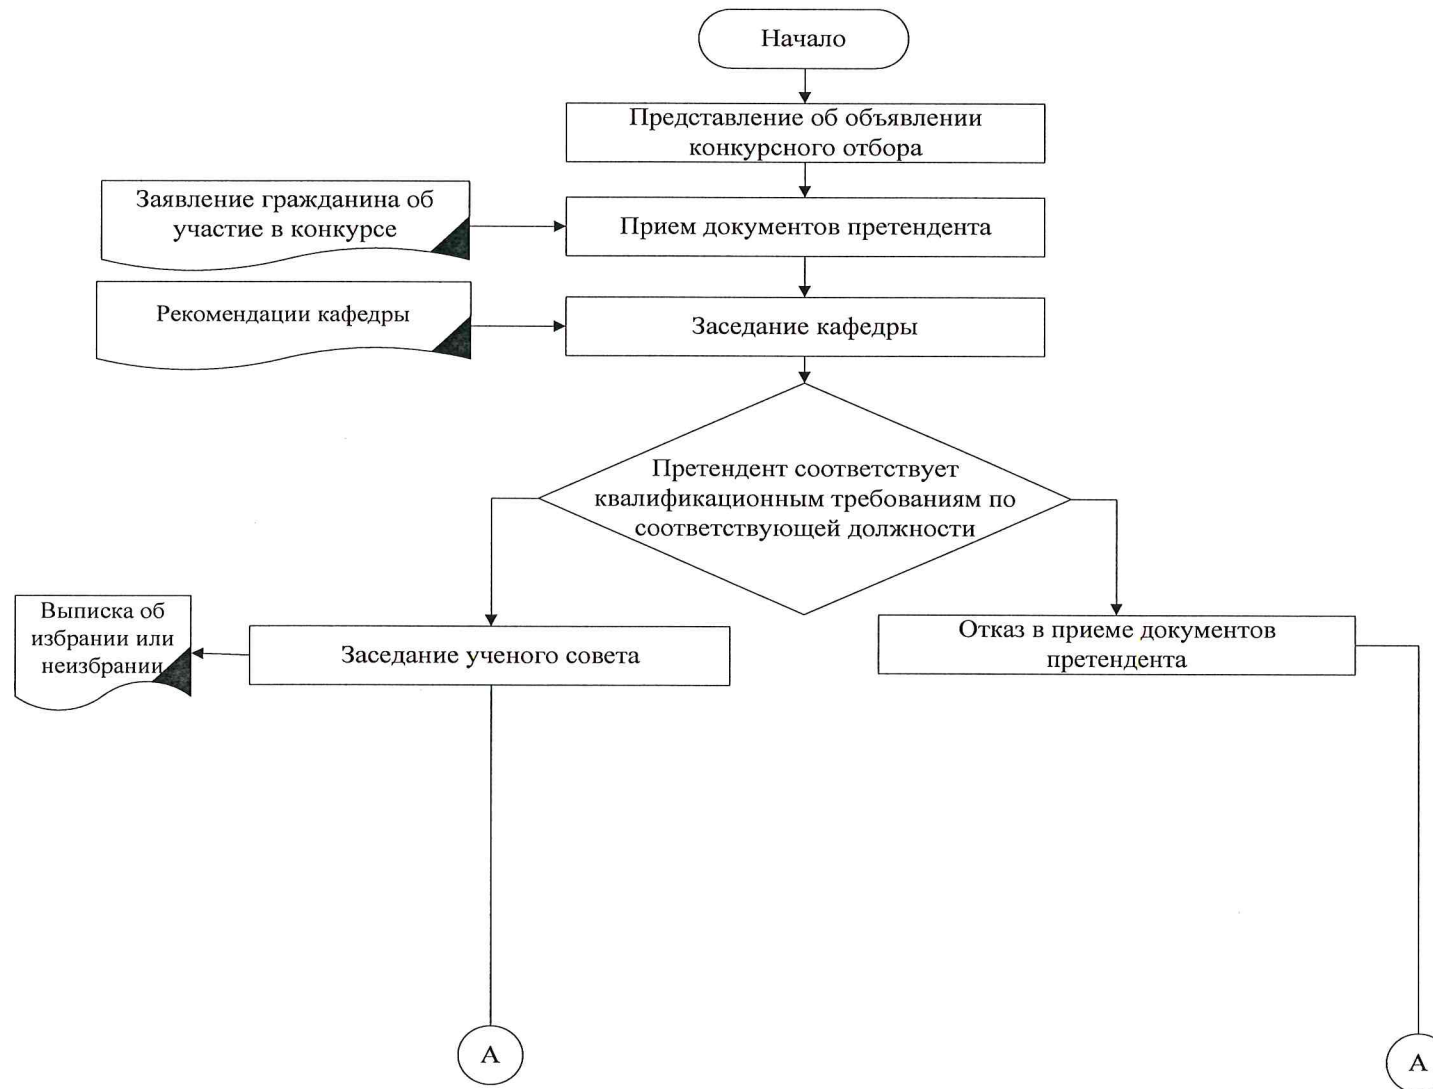 Начало
Представление об объявлении
конкурсного отбора
Заявление гражданина об
участие в конкурсе
Прием документов претендента
Рекомендации кафедры
Заседание кафедры
Претендент соответствует
квалификационным требованиям по
соответствующей должности
Выписка об
избрании или
неизбрании
Заседание ученого совета
Отказ в приеме документов
претендента
А
А